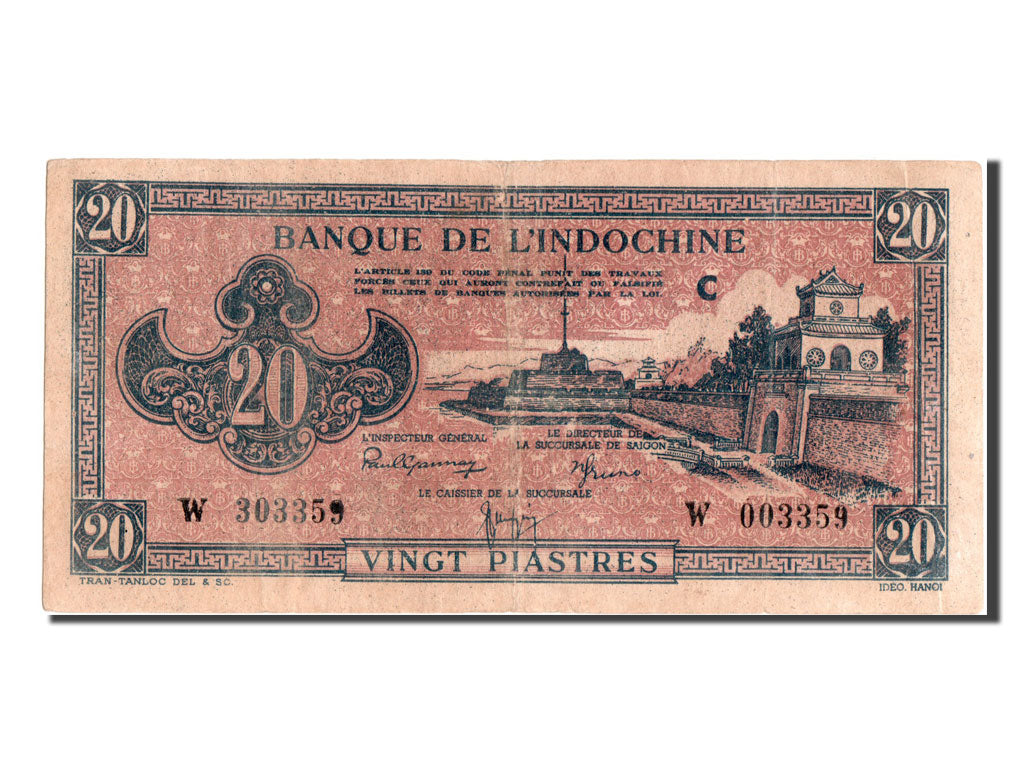 20 20
BANQUE DE L'INDOCHINE
L'ARTICLE 139 DU CODE PÉNAL PUNIT DES TRAVAUX
FORCÉS CEUX QUI AURONT CONTREFAIT OU FALSIFIÉ
LES BILLETS DE BANQUES AUTORISÉES PAR LA LOI.
C
20
L'INSPECTEUR GÉNÉRAL
LE DIRECTEUR DE
LA SUCCURSALE DE SAIGON
LE CAISSIER DE LA SUCCURSALE
W 303359 W 003359
20 20
VINGT PIASTRES
TRAN-TANLOC DEL & SC. IDEO. HANOI